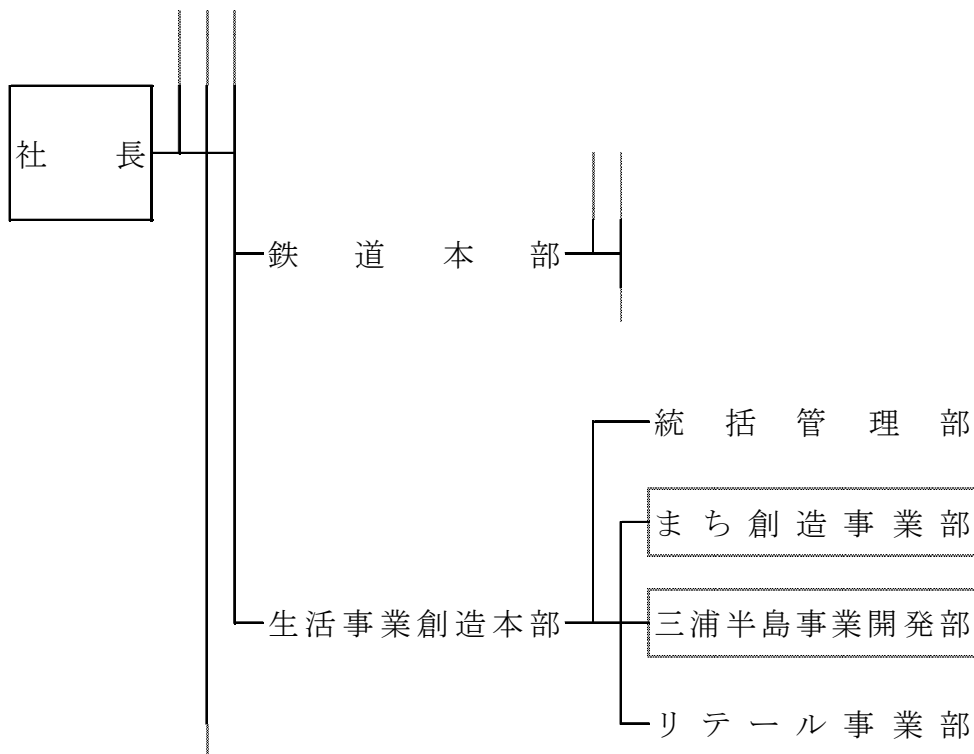 社長
鉄道本部
統括管理部
まち創造事業部
生活事業創造本部
三浦半島事業開発部
リテール事業部